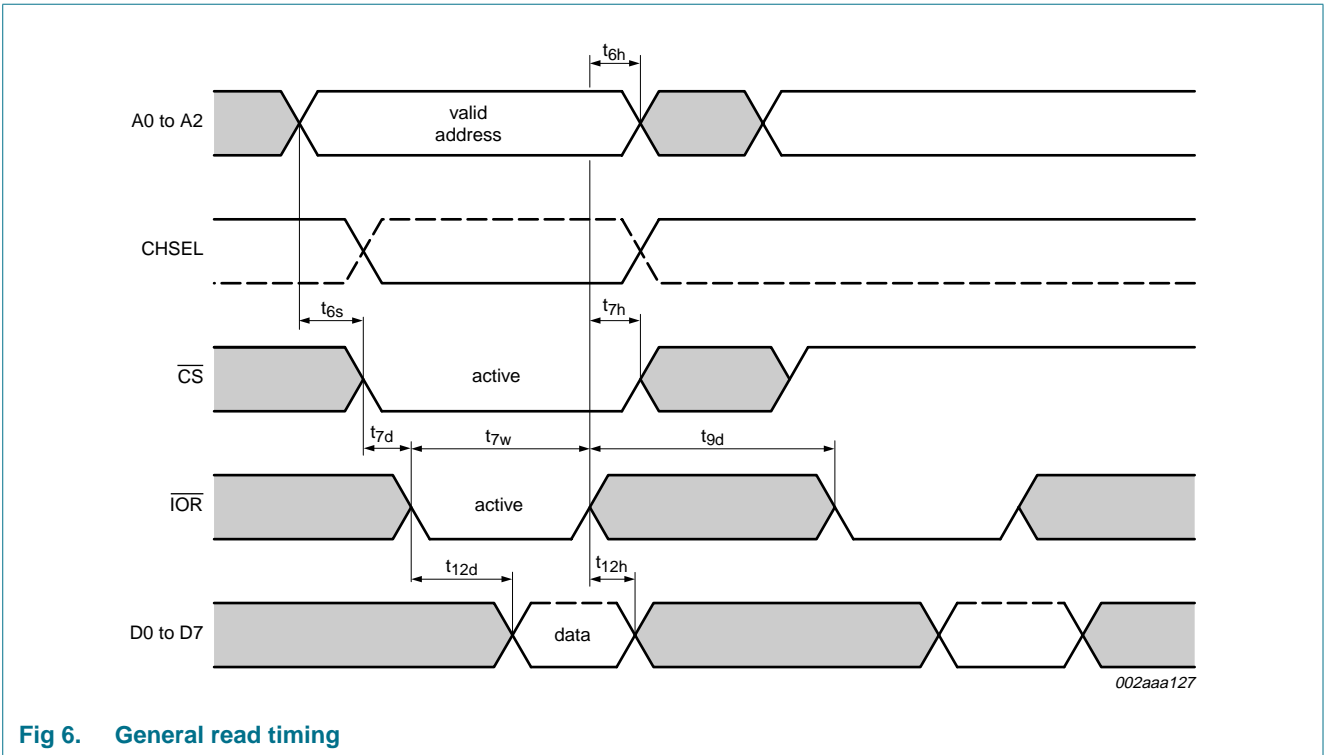 t6h
A0 to A2
valid
address
CHSEL
t6s
t7h
CS
active
t7d
t7w
t9d
IOR
active
t12d
t12h
D0 to D7
data
002aaa127
Fig 6. General read timing